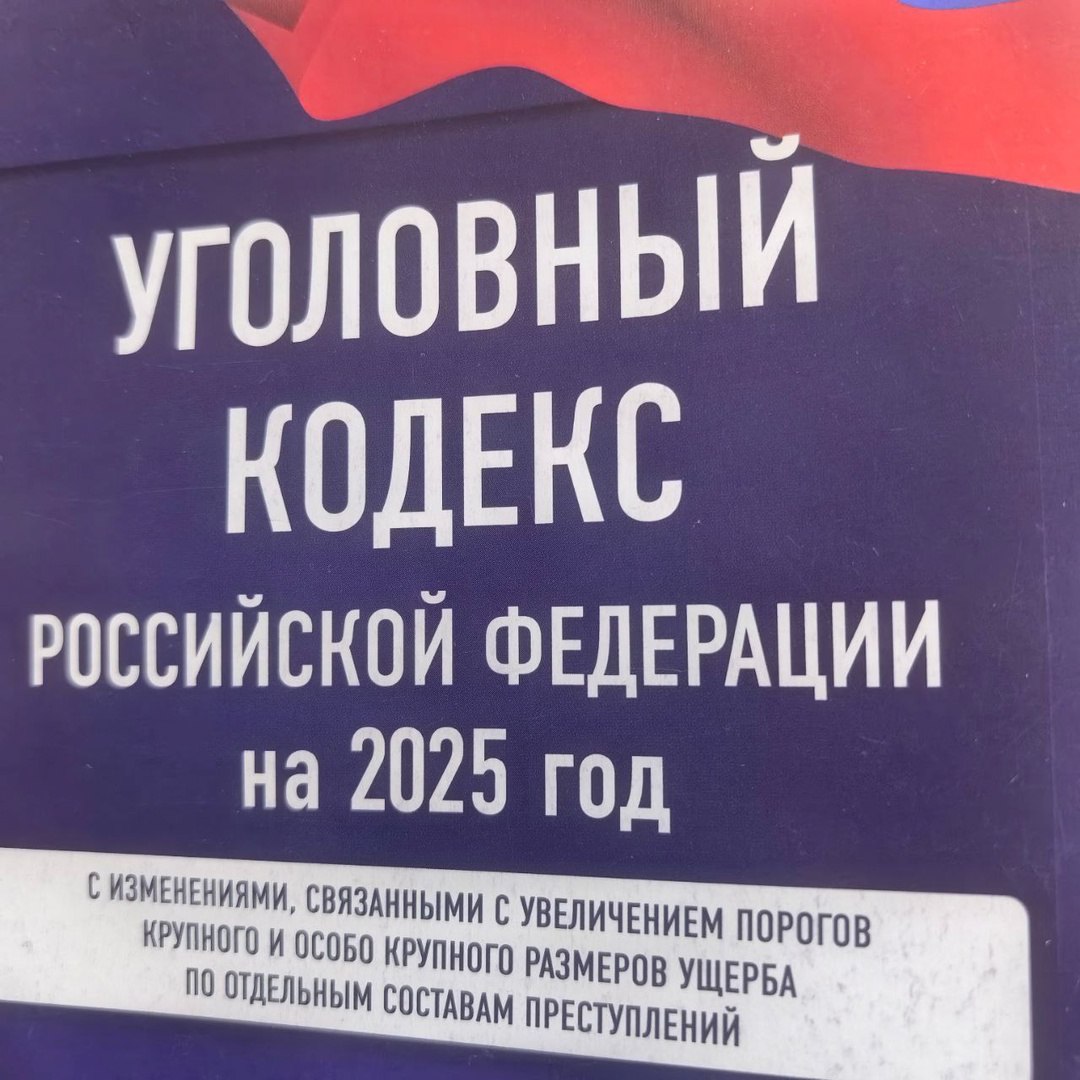 УГОЛОВНЫЙ
КОДЕКС
РОССИЙСКОЙ ФЕДЕРАЦИИ
на 2025 год
С ИЗМЕНЕНИЯМИ, СВЯЗАННЫМИ С УВЕЛИЧЕНИЕМ ПОРОГОВ
КРУПНОГО И ОСОБО КРУПНОГО РАЗМЕРОВ УЩЕРБА
ПО ОТДЕЛЬНЫМ СОСТАВАМ ПРЕСТУПЛЕНИЙ